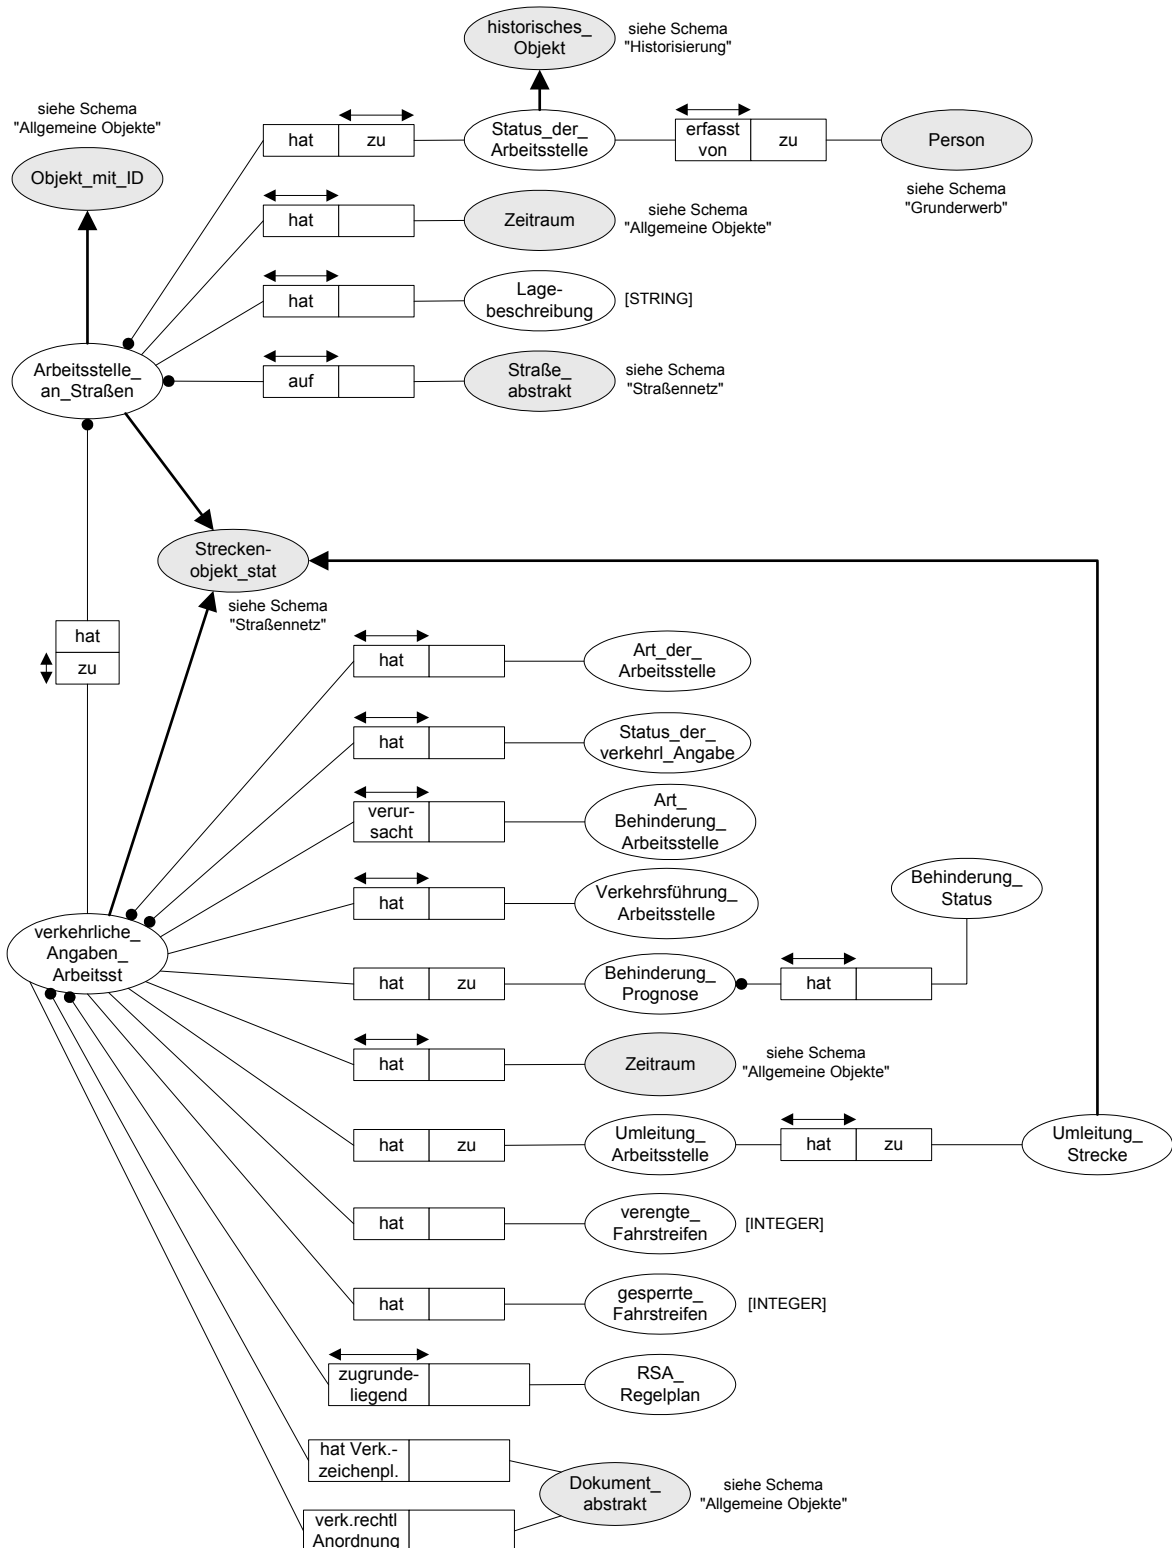 historisches_
Objekt
siehe Schema
"Historisierung"
siehe Schema
"Allgemeine Objekte"
Objekt_mit_ID
hat
zu
Status_der_
Arbeitsstelle
erfasst
von
zu
Person
siehe Schema
"Grunderwerb"
hat
Zeitraum
siehe Schema
"Allgemeine Objekte"
hat
Lage-
beschreibung
[STRING]
Arbeitsstelle_
an_Straßen
auf
Straße_
abstrakt
siehe Schema
"Straßennetz"
Strecken-
objekt_stat
siehe Schema
"Straßennetz"
hat
zu
hat
Art_der_
Arbeitsstelle
hat
Status_der_
verkehrl_Angabe
verur-
sacht
Art_
Behinderung_
Arbeitsstelle
hat
Verkehrsführung_
Arbeitsstelle
Behinderung_
Status
verkehrliche_
Angaben_
Arbeitsst
hat
zu
Behinderung_
Prognose
hat
hat
Zeitraum
siehe Schema
"Allgemeine Objekte"
hat
zu
Umleitung_
Arbeitsstelle
hat
zu
Umleitung_
Strecke
hat
verengte_
Fahrstreifen
[INTEGER]
hat
gesperrte_
Fahrstreifen
[INTEGER]
zugrunde-
liegend
RSA_
Regelplan
hat Verk.-
zeichenpl.
Dokument_
abstrakt
siehe Schema
"Allgemeine Objekte"
verk.rechtl
Anordnung